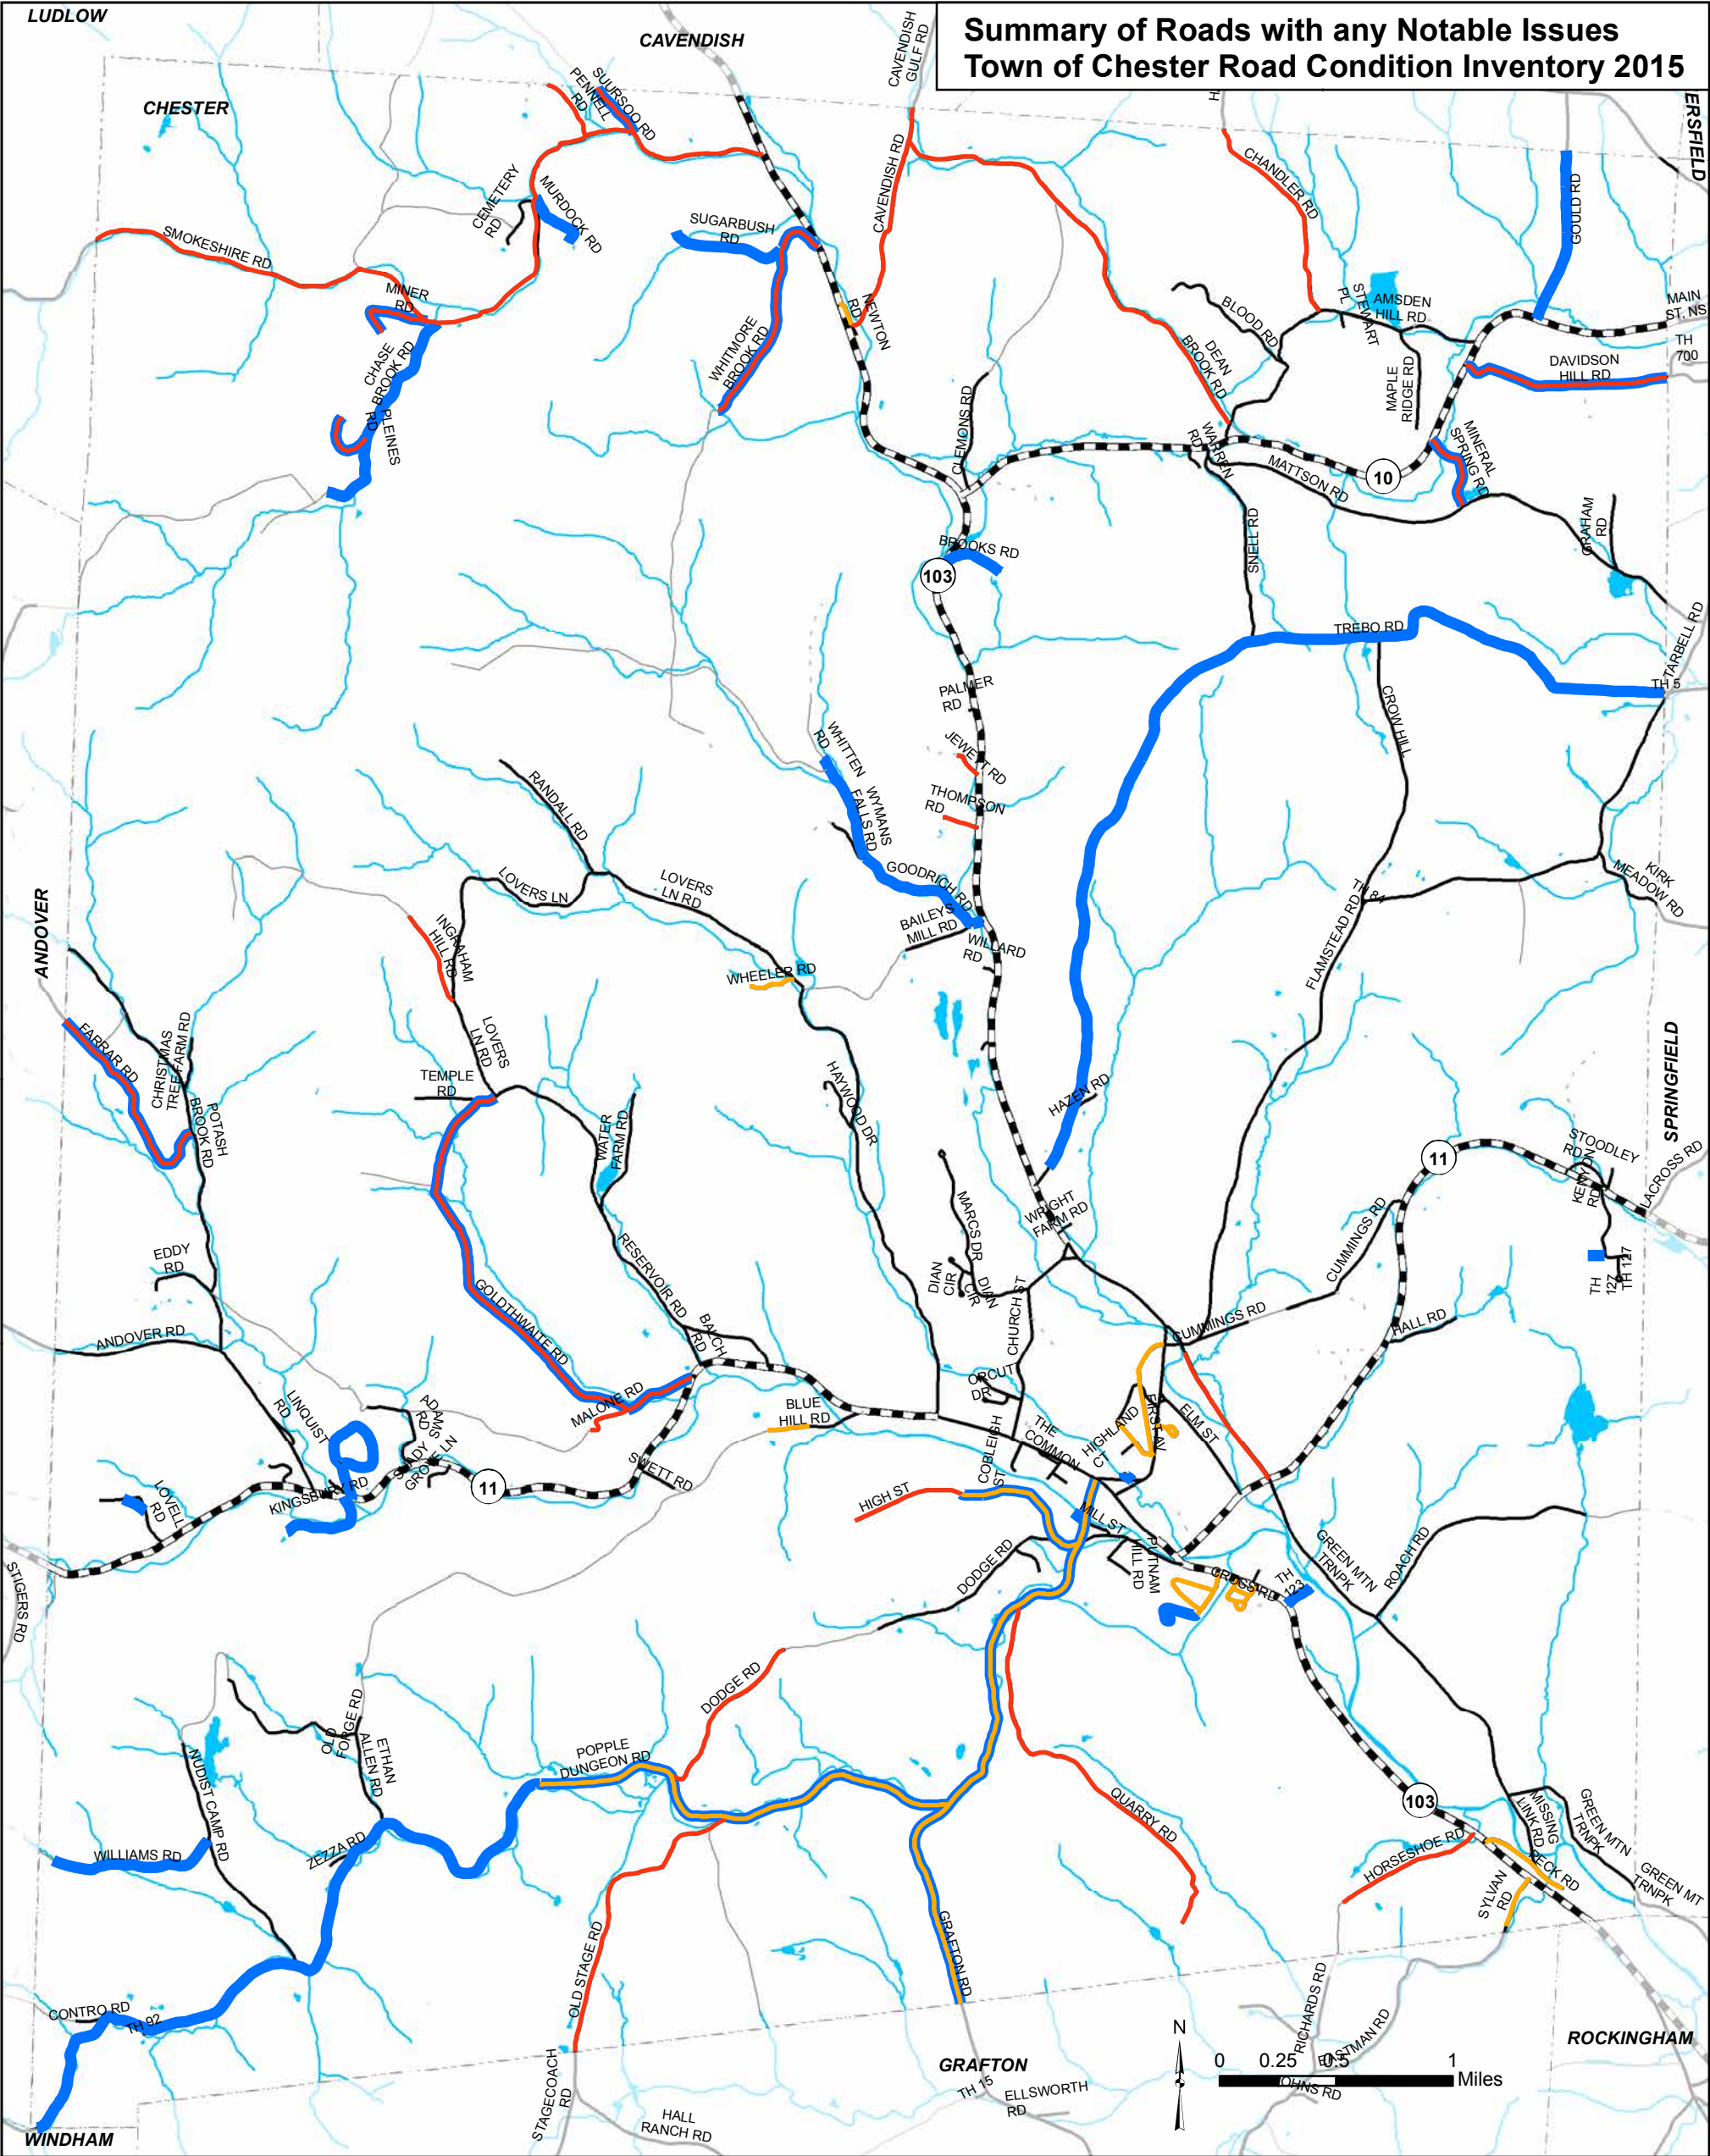 Summary of Roads with any Notable Issues
Town of Chester Road Condition Inventory 2015
LUDLOW
CAVENDISH
CAVENDISH
GULF RD
CHESTER
ERSFIELD
PENNELL
RD
SOURSOO RD
CEMETERY
RD
MURDOCK RD
SMOKESHIRE RD
SUGARBUSH
RD
CAVENDISH RD
CHANDLER RD
GOULD RD
MINER
RD
NEWTON
RD
WHITMORE
BROOK RD
BLOOD RD
STEWART
PL
AMSDEN
HILL RD
MAIN
ST, NS
TH
700
DAVIDSON
HILL RD
CHASE
BROOK RD
PLEINES
RD
DEAN
BROOK RD
MAPLE
RIDGE RD
CLEMONS RD
WARREN
RD
MATTSON RD
10
MINERAL
SPRING RD
GRAHAM
RD
SNELL RD
BROOKS RD
103
TREBO RD
TARBELL RD
TH 5
PALMER
RD
CROW HILL
JEWETT RD
WHITTEN
RD
WYMANS
FALLS RD
THOMPSON
RD
RANDALL RD
LOVERS LN
LOVERS
LN RD
GOODRICH RD
BAILEYS
MILL RD
WILLARD
RD
TH 84
KIRK
MEADOW RD
FLAMSTEAD RD
ANDOVER
INGRAHAM
HILL RD
WHEELER RD
FARRAR RD
CHRISTMAS
TREE FARM RD
POTASH
BROOK RD
LOVERS
LN RD
TEMPLE
RD
WATER
FARM RD
HAYWOOD DR
HAZEN RD
SPRINGFIELD
11
STOODLEY
RD
KENYON
RD
LACROSS RD
MARCS DR
WRIGHT
FARM RD
CUMMINGS RD
EDDY
RD
RESERVOIR RD
DIAN
CIR
DIAN
CIR
CHURCH ST
TH
127
TH 127
ANDOVER RD
GOLDTHWAITE RD
BALCH
RD
CUMMINGS RD
HALL RD
LINQUIST
RD
ADAMS
RD
MALONE RD
BLUE
HILL RD
ORCUT
DR
THE
COMMON
HIGHLAND
CT
FIRST AV
ELM ST
SHADY
GROVE LN
COBLEIGH
ST
LOVELL
RD
KINGSBURY RD
11
SWETT RD
HIGH ST
MILL ST
PUTNAM
HILL RD
GREEN MTN
TRNPK
ROACH RD
STIGERS RD
DODGE RD
CROSS RD
TH
123
DODGE RD
OLD
FORGE RD
ETHAN
ALLEN RD
POPPLE
DUNGEON RD
NUDIST CAMP RD
QUARRY RD
103
MISSING
LINK RD
GREEN MTN
TRNPK
WILLIAMS RD
ZEZZA RD
HORSESHOE RD
PECK RD
GREEN MT
TRNPK
SYLVAN
RD
OLD STAGE RD
GRAFTON RD
CONTRO RD
TH 92
RICHARDS RD
EASTMAN RD
ROCKINGHAM
N
0 0.25 0.5 1
Miles
OHNS RD
GRAFTON
TH 15
ELLSWORTH
RD
STAGECOACH
RD
HALL
RANCH RD
WINDHAM